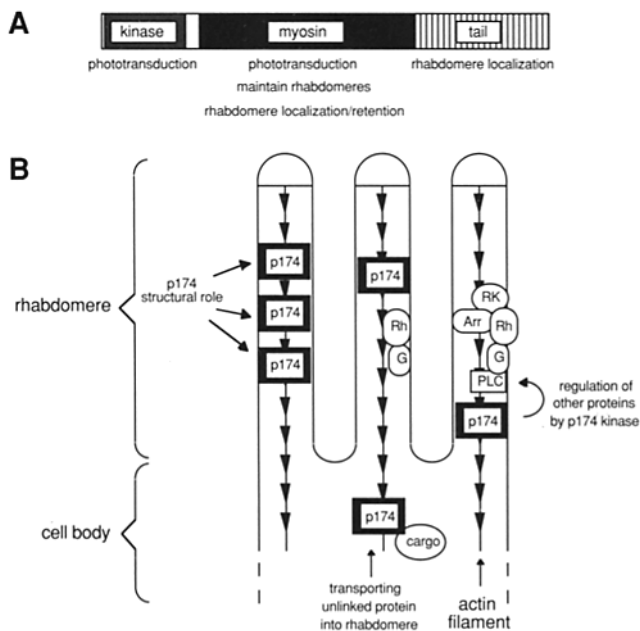 A
kinase
myosin
tail
phototransduction
phototransduction
rhabdomere localization
maintain rhabdomeres
rhabdomere localization/retention
B
rhabdomere
p174
structural role
p174
p174
p174
p174
Rh
G
RK
Arr
Rh
G
PLC
p174
regulation of
other proteins
by p174 kinase
cell body
p174
cargo
transporting
unlinked protein
into rhabdomere
actin
filament